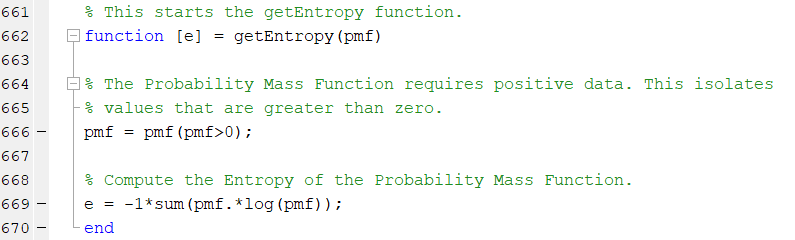 661 % This starts the getEntropy function.
662 function [e] = getEntropy(pmf)
663
664 % The Probability Mass Function requires positive data. This isolates
665 % values that are greater than zero.
666 pmf = pmf(pmf>0);
667
668 % Compute the Entropy of the Probability Mass Function.
669 e = -1*sum(pmf.*log(pmf));
670 end